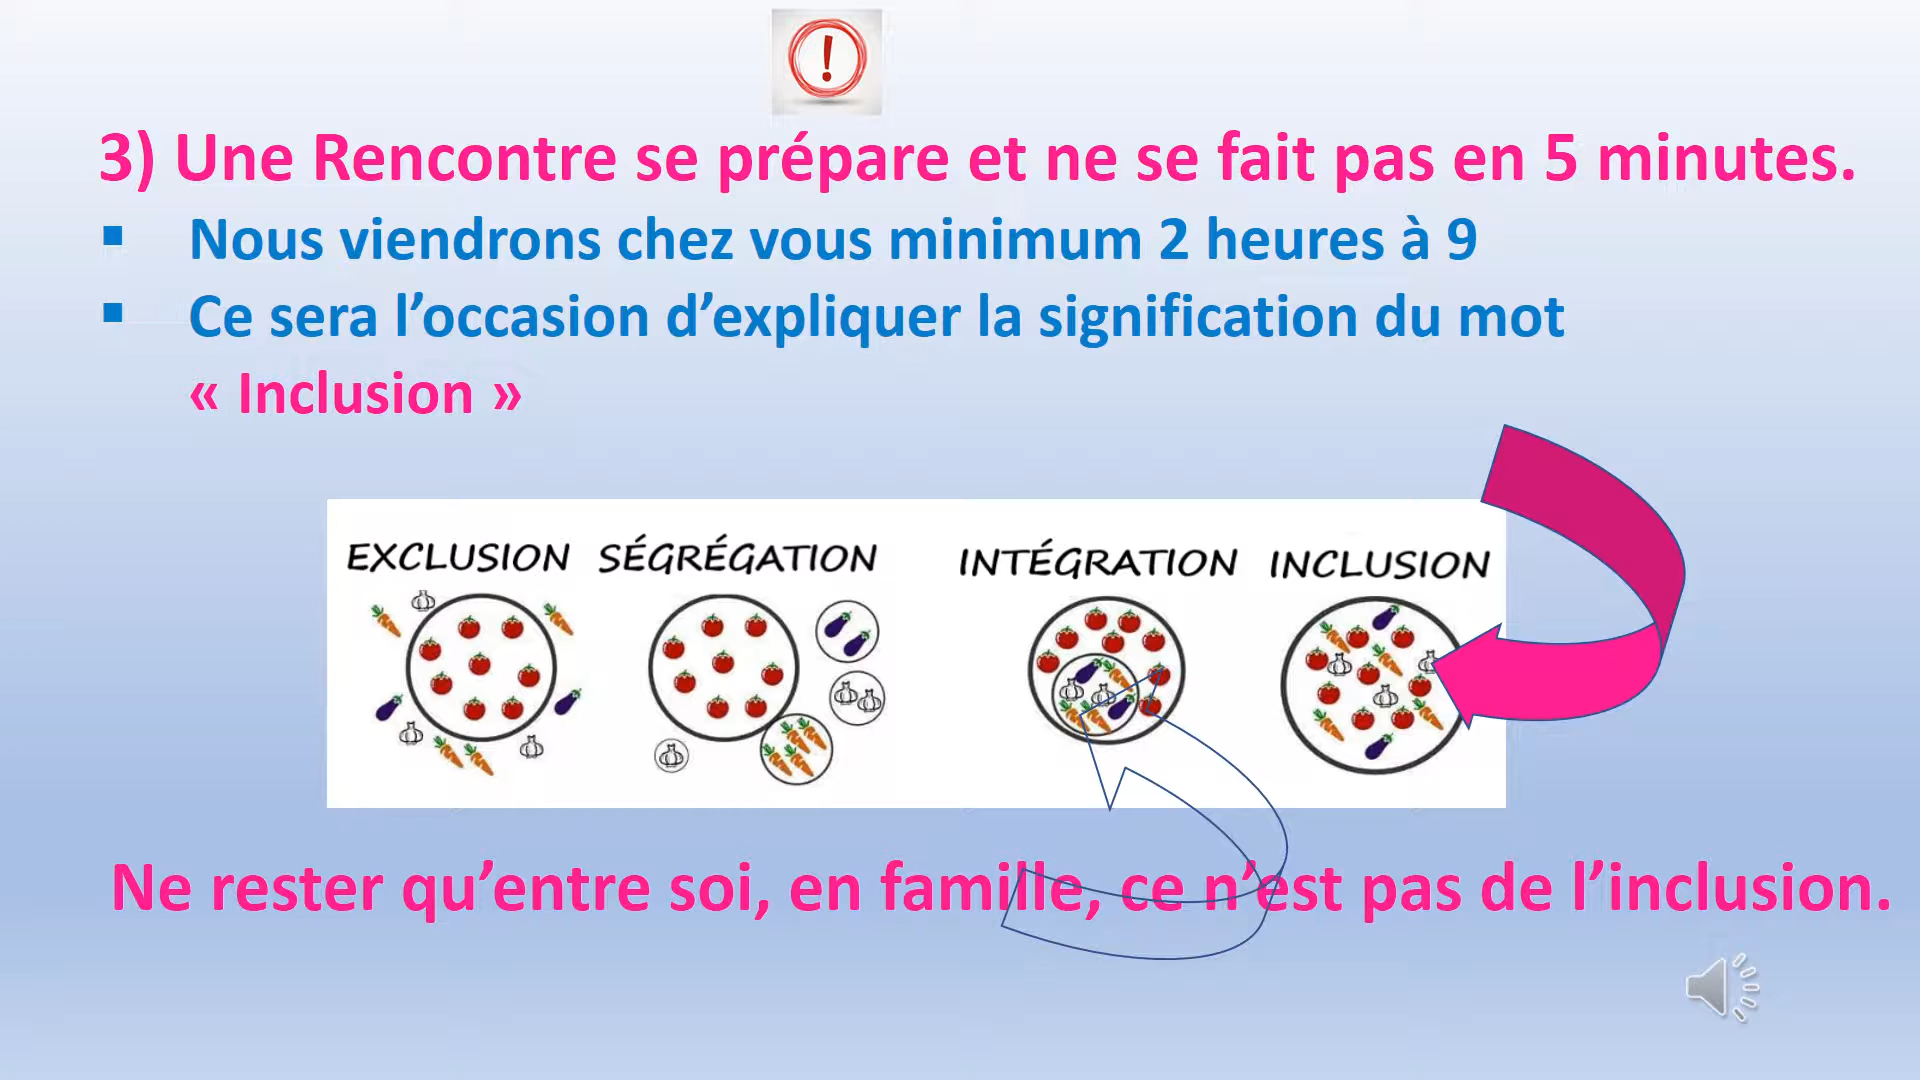 3) Une Rencontre se prépare et ne se fait pas en 5 minutes.
▪ Nous viendrons chez vous minimum 2 heures à 9
▪ Ce sera l’occasion d’expliquer la signification du mot
« Inclusion »
EXCLUSION SÉGRÉGATION INTÉGRATION INCLUSION
Ne rester qu’entre soi, en famille, ce n’est pas de l’inclusion.